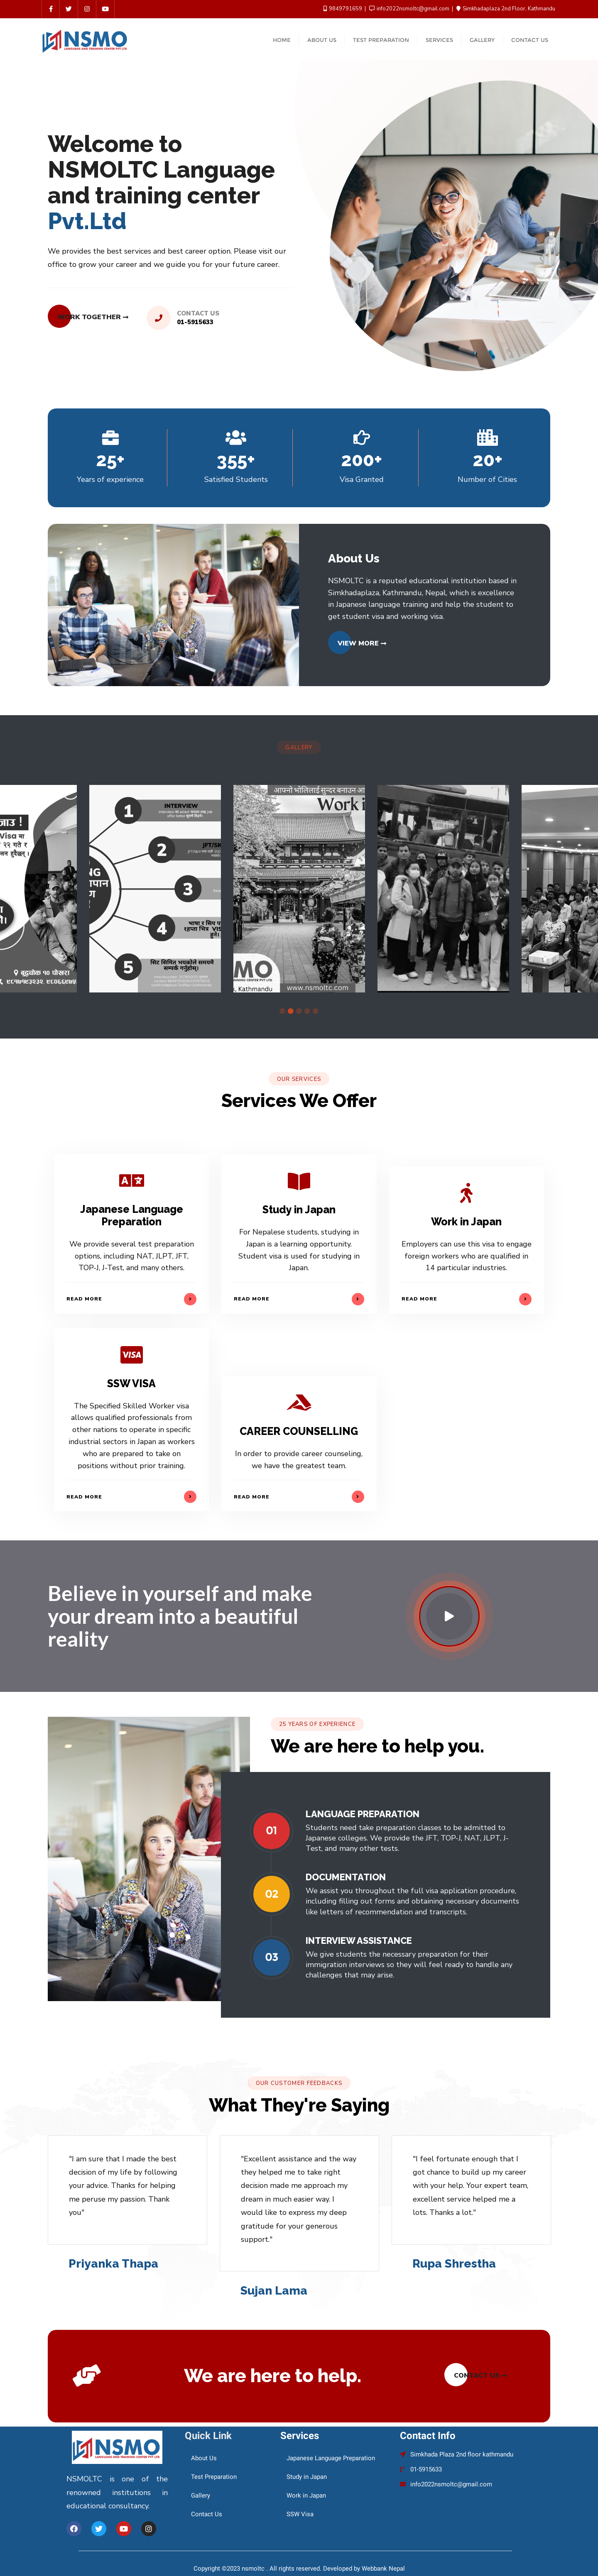 9849791659 | info2022nsmoltc@gmail.com | Simkhadaplaza 2nd Floor, Kathmandu
NSMO
LANGUAGE AND TRAINING CENTER PVT.LTD
HOME
ABOUT US
TEST PREPARATION
SERVICES
GALLERY
CONTACT US
Welcome to
NSMOLTC Language
and training center
Pvt.Ltd
We provides the best services and best career option. Please visit our
office to grow your career and we guide you for your future career.
WORK TOGETHER
CONTACT US
01-5915633
25+
Years of experience
355+
Satisfied Students
200+
Visa Granted
20+
Number of Cities
About Us
NSMOLTC is a reputed educational institution based in
Simkhadaplaza, Kathmandu, Nepal, which is excellence
in Japanese language training and help the student to
get student visa and working visa.
VIEW MORE
GALLERY
1
INTERVIEW
2
JFT/SK
3
4
5
Work i
www.nsmoltc.com
, Kathmandu
OUR SERVICES
Services We Offer
Japanese Language
Preparation
We provide several test preparation
options, including NAT, JLPT, JFT,
TOP-J, J-Test, and many others.
READ MORE
Study in Japan
For Nepalese students, studying in
Japan is a learning opportunity.
Student visa is used for studying in
Japan.
READ MORE
Work in Japan
Employers can use this visa to engage
foreign workers who are qualified in
14 particular industries.
READ MORE
VISA
SSW VISA
The Specified Skilled Worker visa
allows qualified professionals from
other nations to operate in specific
industrial sectors in Japan as workers
who are prepared to take on
positions without prior training.
READ MORE
CAREER COUNSELLING
In order to provide career counseling,
we have the greatest team.
READ MORE
Believe in yourself and make
your dream into a beautiful
reality
25 YEARS OF EXPERIENCE
We are here to help you.
01
LANGUAGE PREPARATION
Students need take preparation classes to be admitted to
Japanese colleges. We provide the JFT, TOP-J, NAT, JLPT, J-
Test, and many other tests.
02
DOCUMENTATION
We assist you throughout the full visa application procedure,
including filling out forms and obtaining necessary documents
like letters of recommendation and transcripts.
03
INTERVIEW ASSISTANCE
We give students the necessary preparation for their
immigration interviews so they will feel ready to handle any
challenges that may arise.
OUR CUSTOMER FEEDBACKS
What They're Saying
"I am sure that I made the best
decision of my life by following
your advice. Thanks for helping
me peruse my passion. Thank
you"
Priyanka Thapa
"Excellent assistance and the way
they helped me to take right
decision made me approach my
dream in much easier way. I
would like to express my deep
gratitude for your generous
support."
Sujan Lama
"I feel fortunate enough that I
got chance to build up my career
with your help. Your expert team,
excellent service helped me a
lots. Thanks a lot."
Rupa Shrestha
We are here to help.
CONTACT US
NSMO
LANGUAGE AND TRAINING CENTER PVT.LTD
NSMOLTC is one of the
renowned institutions in
educational consultancy.
Quick Link
About Us
Test Preparation
Gallery
Contact Us
Services
Japanese Language Preparation
Study in Japan
Work in Japan
SSW Visa
Contact Info
Simkhada Plaza 2nd floor kathmandu
01-5915633
info2022nsmoltc@gmail.com
Copyright ©2023 nsmoltc . All rights reserved. Developed by Webbank Nepal